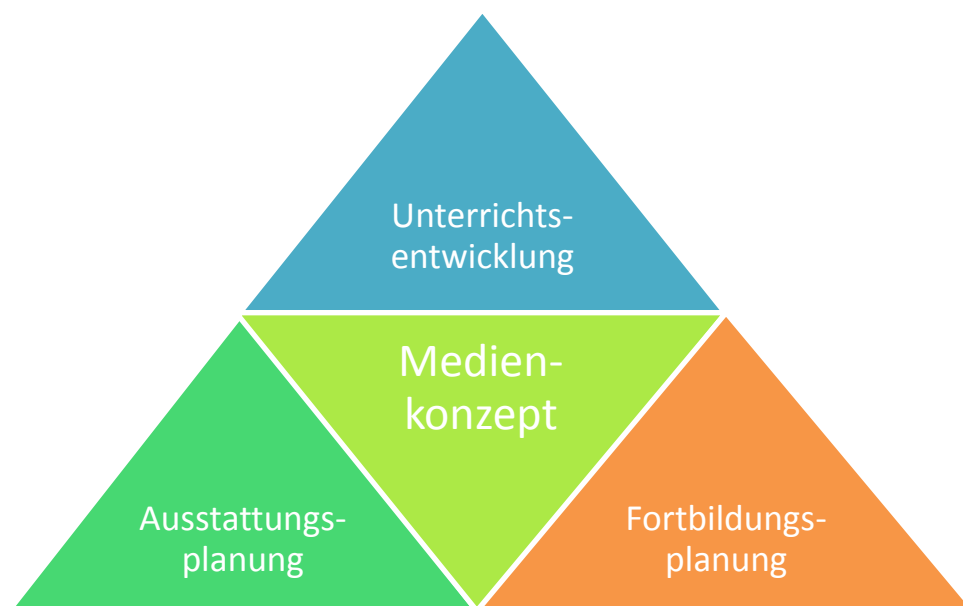 Unterrichts-
entwicklung
Medien-
konzept
Ausstattungs-
planung
Fortbildungs-
planung